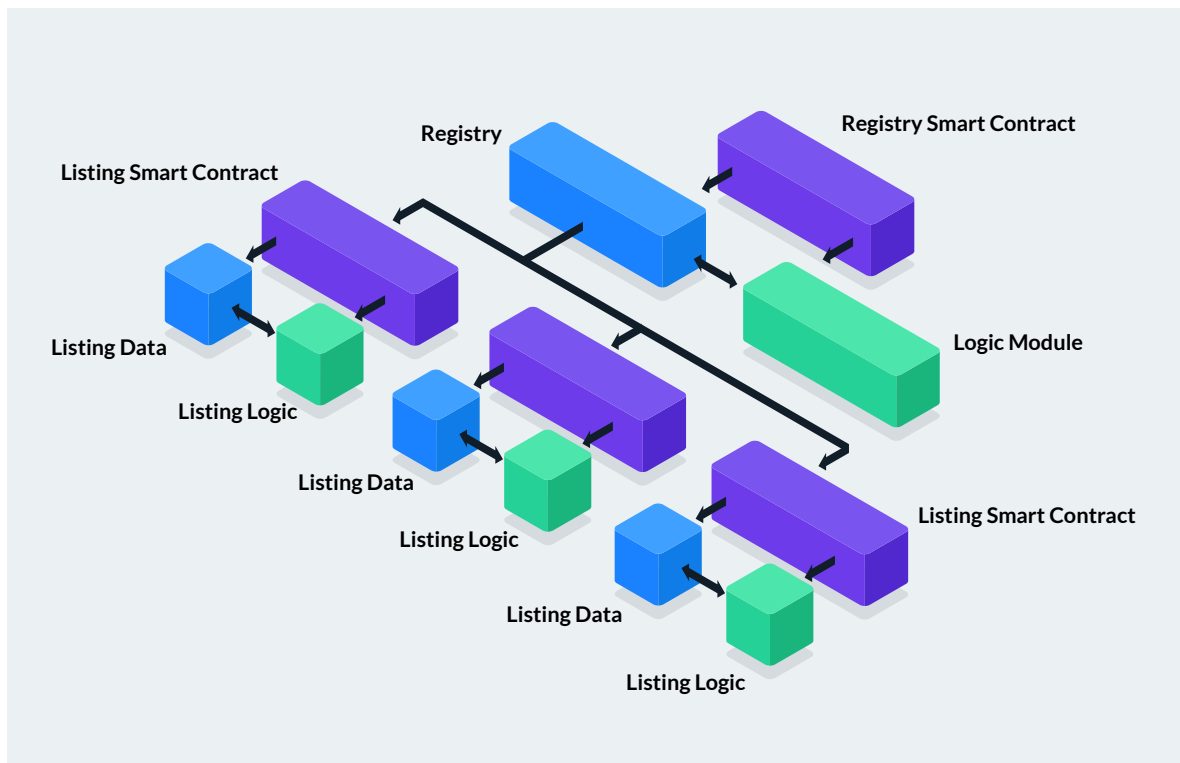 Registry Smart Contract
Registry
Listing Smart Contract
Logic Module
Listing Data
Listing Logic
Listing Data
Listing Smart Contract
Listing Logic
Listing Data
Listing Logic